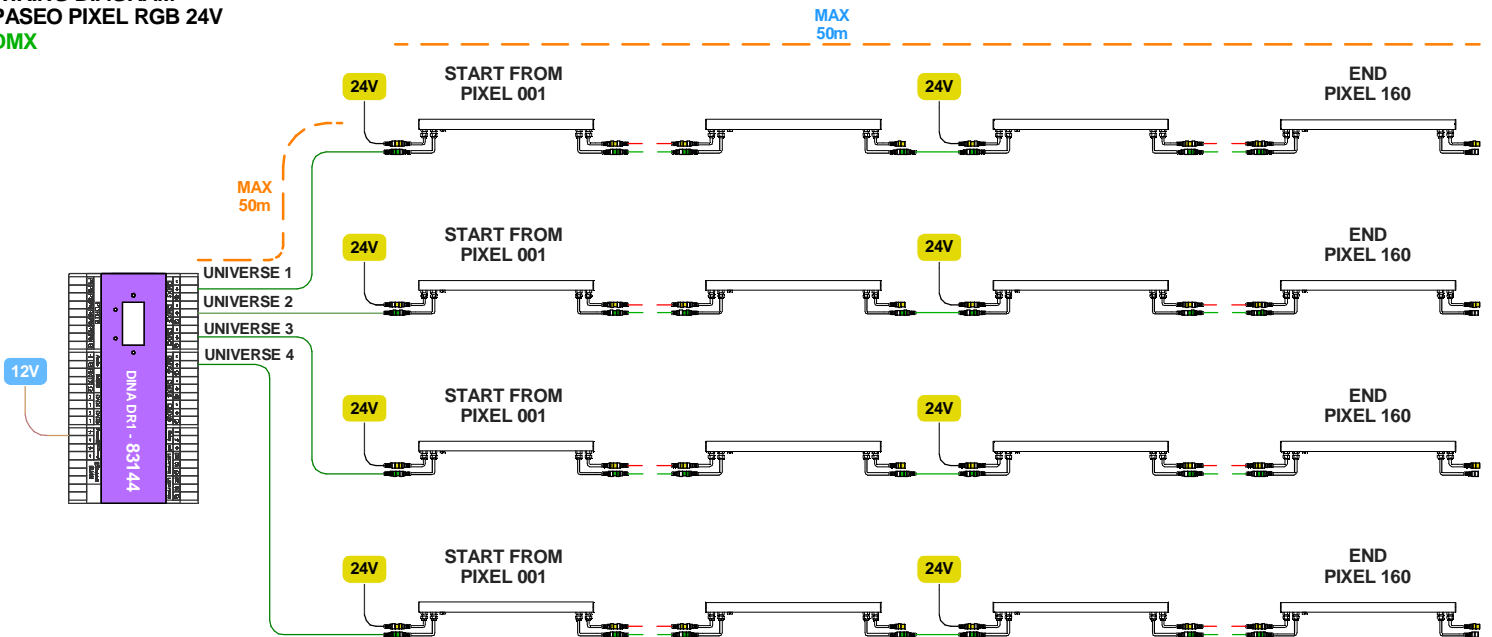 PASEO PIXEL RGB 24V
DMX
MAX
50m
24V
START FROM
PIXEL 001
24V
END
PIXEL 160
MAX
50m
24V
START FROM
PIXEL 001
24V
END
PIXEL 160
UNIVERSE 1
UNIVERSE 2
UNIVERSE 3
UNIVERSE 4
12V
DINA DR1 - 83144
24V
START FROM
PIXEL 001
24V
END
PIXEL 160
24V
START FROM
PIXEL 001
24V
END
PIXEL 160